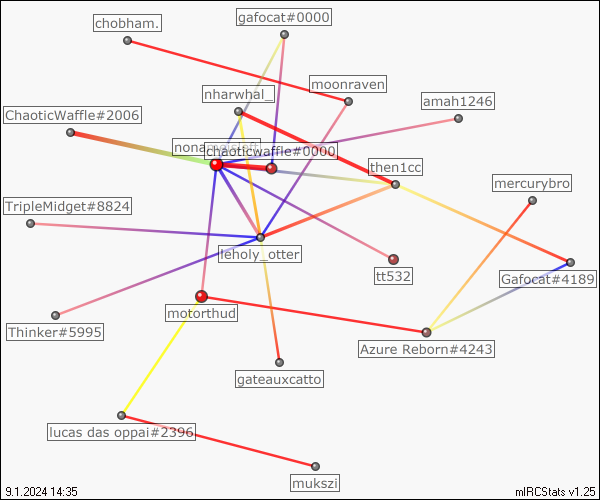 chobham.
gafocat#0000
moonraven
nharwhal_
amah1246
ChaoticWaffle#2006
chaoticwaffle#0000
then1cc
mercurybro
TripleMidget#8824
leholy_otter
tt532
Gafocat#4189
motorthud
Thinker#5995
Azure Reborn#4243
gateauxcatto
lucas das oppai#2396
mukszi
9.1.2024 14:35
mIRCStats v1.25